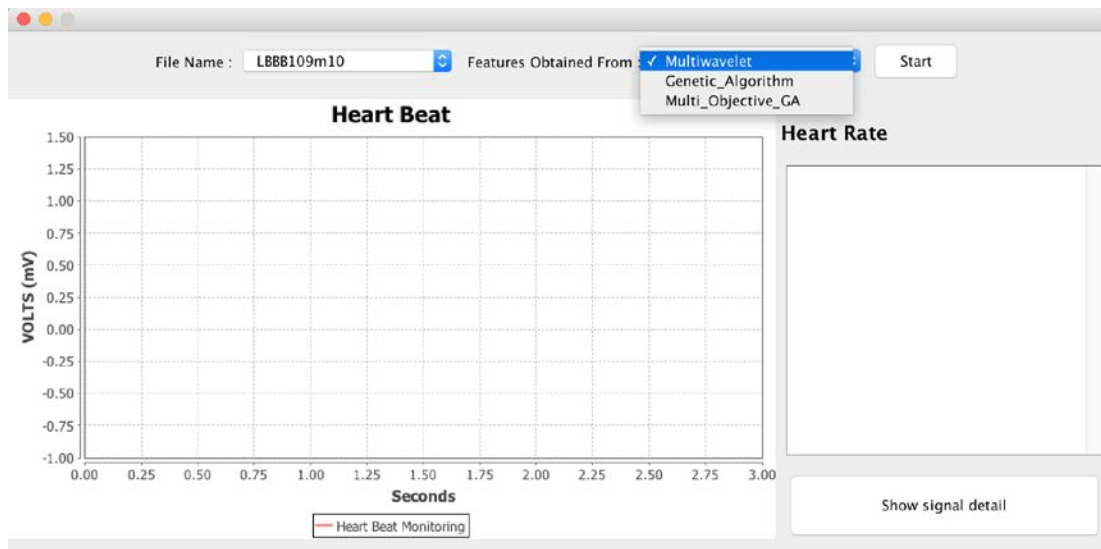 File Name : LBBB109m10 Features Obtained From : ✓ Multiwavelet Start
Genetic_Algorithm
Multi_Objective_GA
Heart Beat
Heart Rate
1.50
1.25
1.00
0.75
0.50
0.25
0.00
-0.25
-0.50
-0.75
-1.00
VOLTS (mV)
0.00 0.25 0.50 0.75 1.00 1.25 1.50 1.75 2.00 2.25 2.50 2.75 3.00
Seconds
Heart Beat Monitoring
Show signal detail